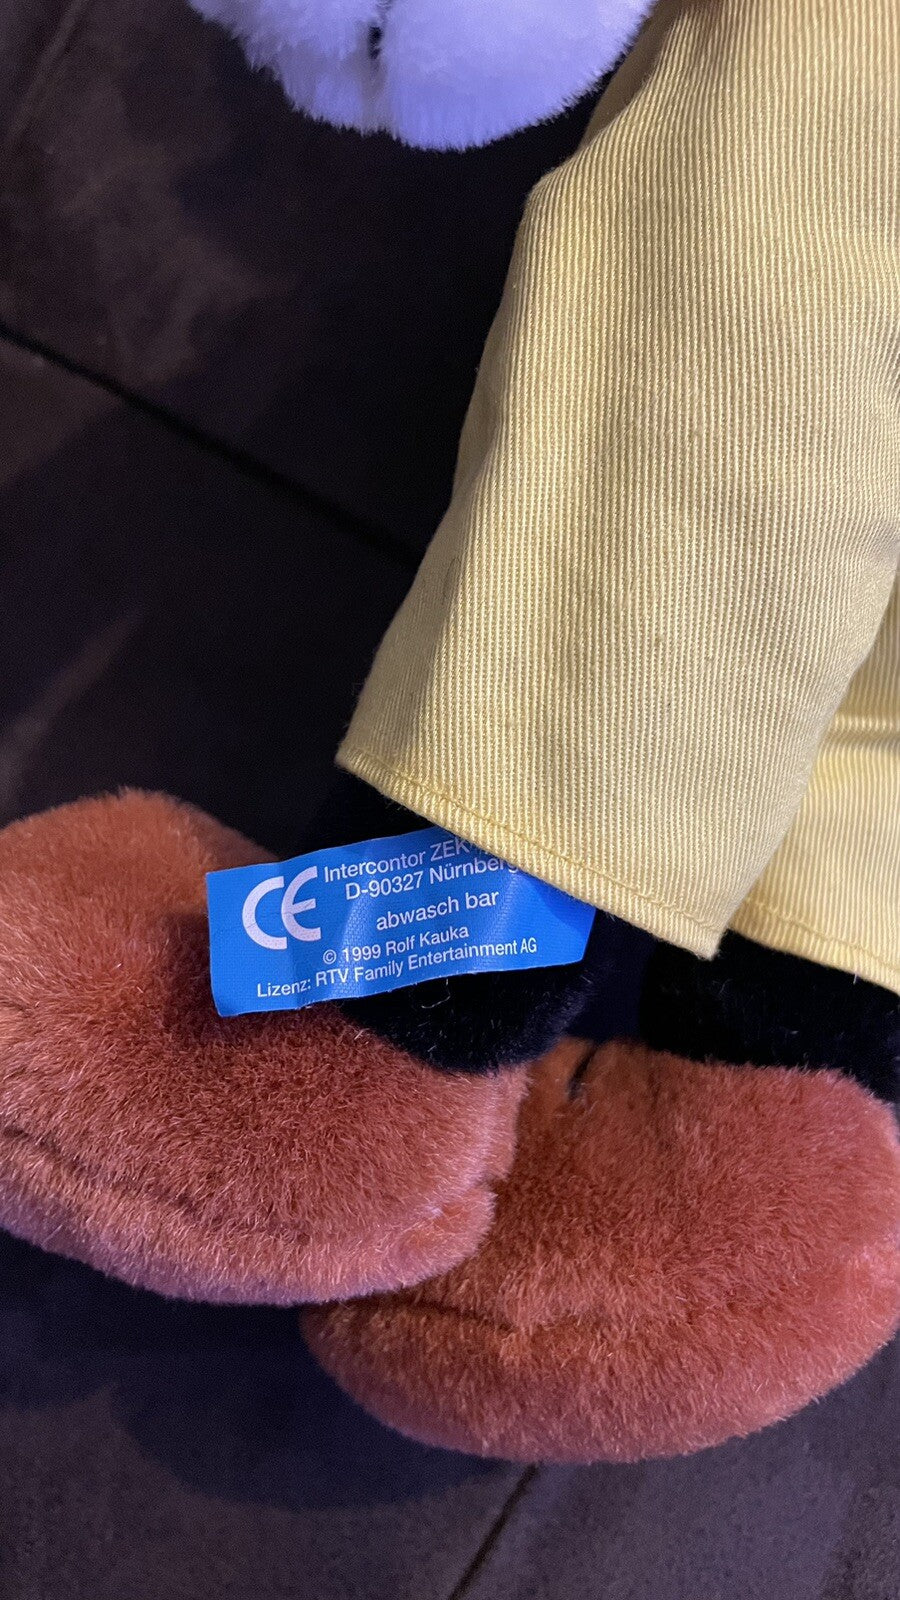 CE
Intercontor ZEK
D-90327 Nürnberg
abwasch bar
© 1999 Rolf Kauka
Lizenz: RTV Family Entertainment AG